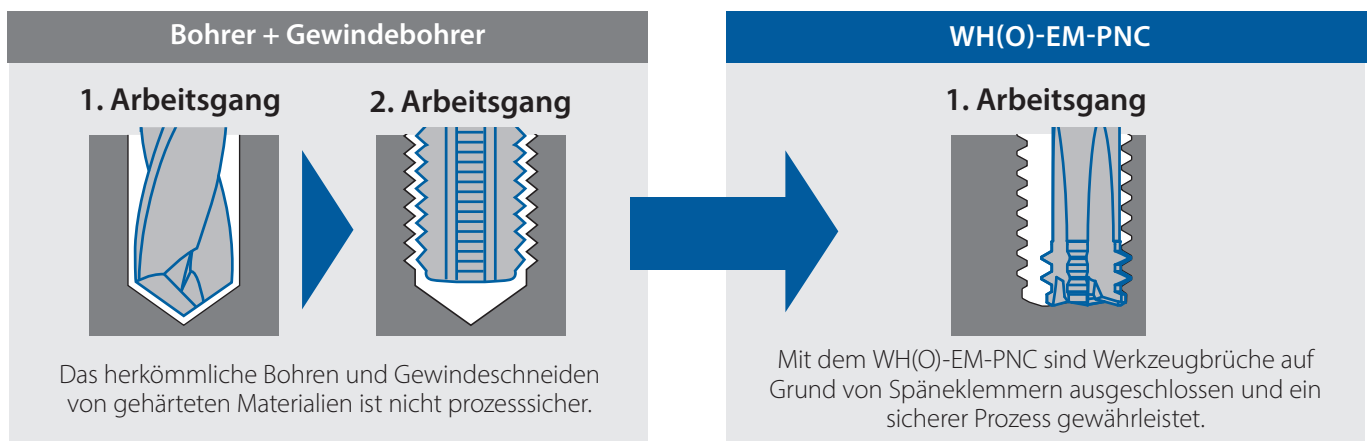 Bohrer + Gewindebohrer
1. Arbeitsgang
2. Arbeitsgang
Das herkömmliche Bohren und Gewindeschneiden
von gehärteten Materialien ist nicht prozesssicher.
WH(O)-EM-PNC
1. Arbeitsgang
Mit dem WH(O)-EM-PNC sind Werkzeugbrüche auf
Grund von Späneklemmern ausgeschlossen und ein
sicherer Prozess gewährleistet.